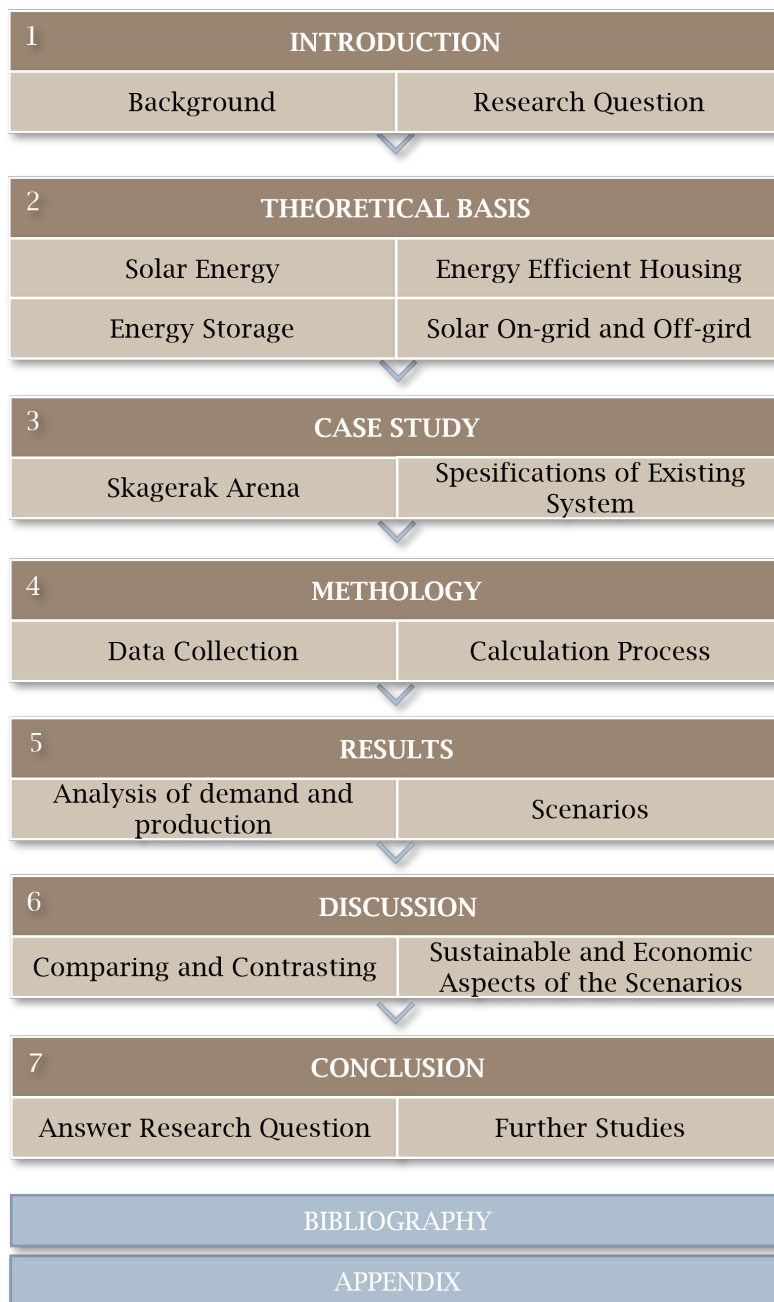 1
INTRODUCTION
Background
Research Question
2
THEORETICAL BASIS
Solar Energy
Energy Efficient Housing
Energy Storage
Solar On-grid and Off-gird
3
CASE STUDY
Skagerak Arena
Spesifications of Existing
System
4
METHOLOGY
Data Collection
Calculation Process
5
RESULTS
Analysis of demand and
production
Scenarios
6
DISCUSSION
Comparing and Contrasting
Sustainable and Economic
Aspects of the Scenarios
7
CONCLUSION
Answer Research Question
Further Studies
BIBLIOGRAPHY
APPENDIX